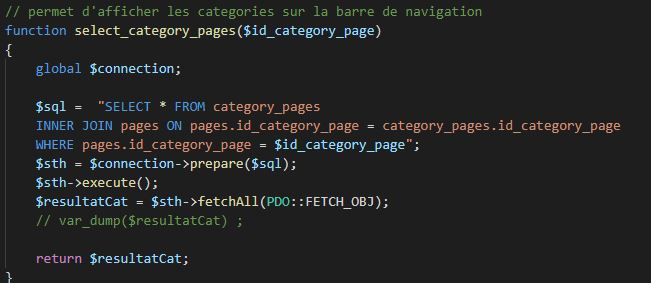 // permet d'afficher les categories sur la barre de navigation
function select_category_pages($id_category_page)
{
    global $connection;

    $sql =  "SELECT * FROM category_pages
    INNER JOIN pages ON pages.id_category_page = category_pages.id_category_page
    WHERE pages.id_category_page = $id_category_page";
    $sth = $connection->prepare($sql);
    $sth->execute();
    $resultatCat = $sth->fetchAll(PDO::FETCH_OBJ);
    // var_dump($resultatCat) ;

    return $resultatCat;
}